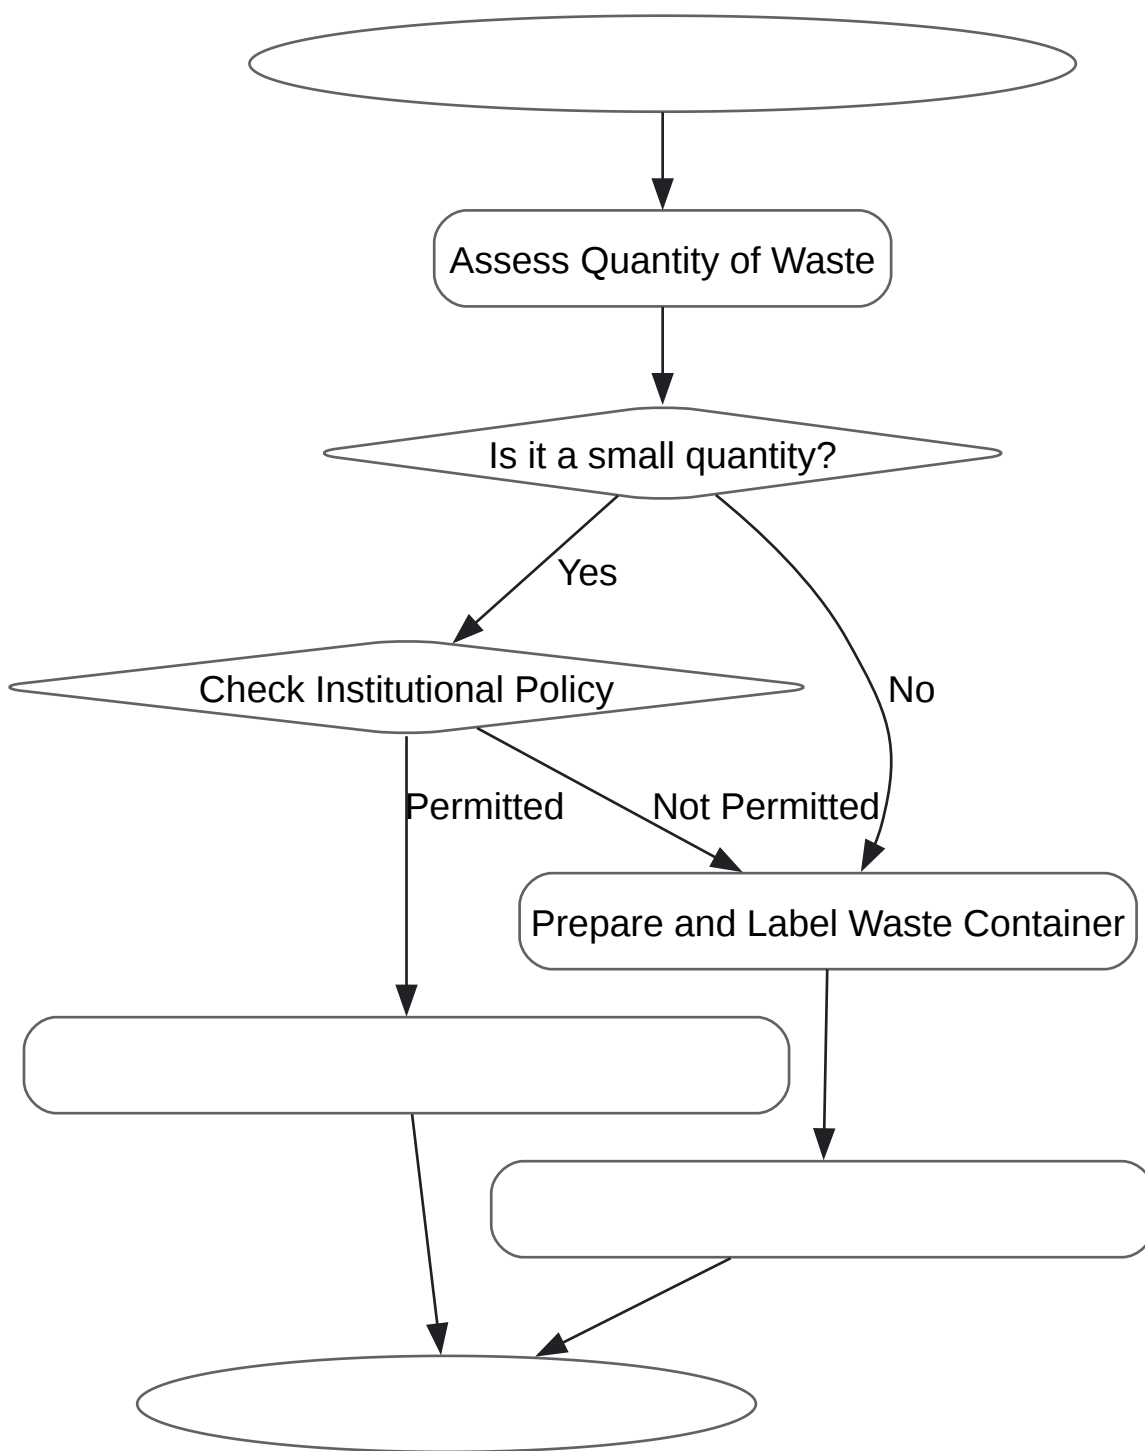 Assess Quantity of Waste
Is it a small quantity?
Yes
Check Institutional Policy
No
Permitted
Not Permitted
Prepare and Label Waste Container